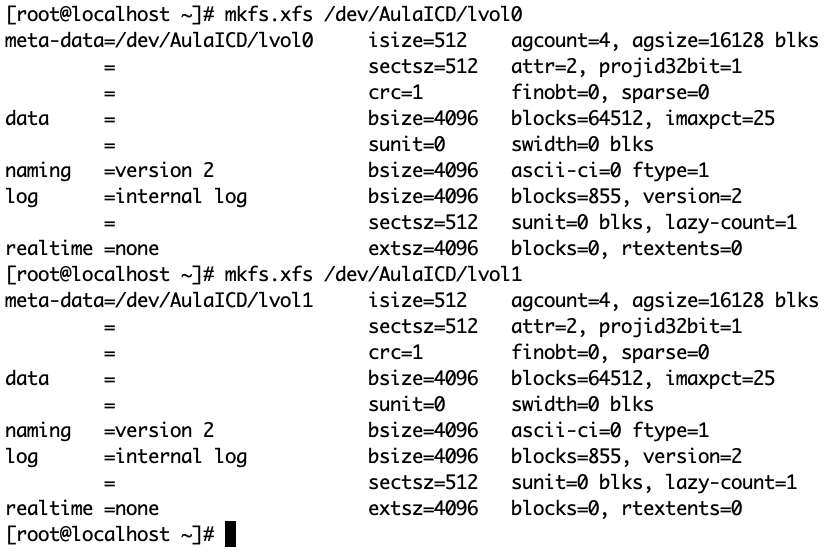 [root@localhost ~]# mkfs.xfs /dev/AulaICD/lvol0
meta-data=/dev/AulaICD/lvol0     isize=512    agcount=4, agsize=16128 blks
         =                       sectsz=512   attr=2, projid32bit=1
         =                       crc=1        finobt=0, sparse=0
data     =                       bsize=4096   blocks=64512, imaxpct=25
         =                       sunit=0      swidth=0 blks
naming   =version 2              bsize=4096   ascii-ci=0 ftype=1
log      =internal log           bsize=4096   blocks=855, version=2
         =                       sectsz=512   sunit=0 blks, lazy-count=1
realtime =none                   extsz=4096   blocks=0, rtextents=0
[root@localhost ~]# mkfs.xfs /dev/AulaICD/lvol1
meta-data=/dev/AulaICD/lvol1     isize=512    agcount=4, agsize=16128 blks
         =                       sectsz=512   attr=2, projid32bit=1
         =                       crc=1        finobt=0, sparse=0
data     =                       bsize=4096   blocks=64512, imaxpct=25
         =                       sunit=0      swidth=0 blks
naming   =version 2              bsize=4096   ascii-ci=0 ftype=1
log      =internal log           bsize=4096   blocks=855, version=2
         =                       sectsz=512   sunit=0 blks, lazy-count=1
realtime =none                   extsz=4096   blocks=0, rtextents=0
[root@localhost ~]#